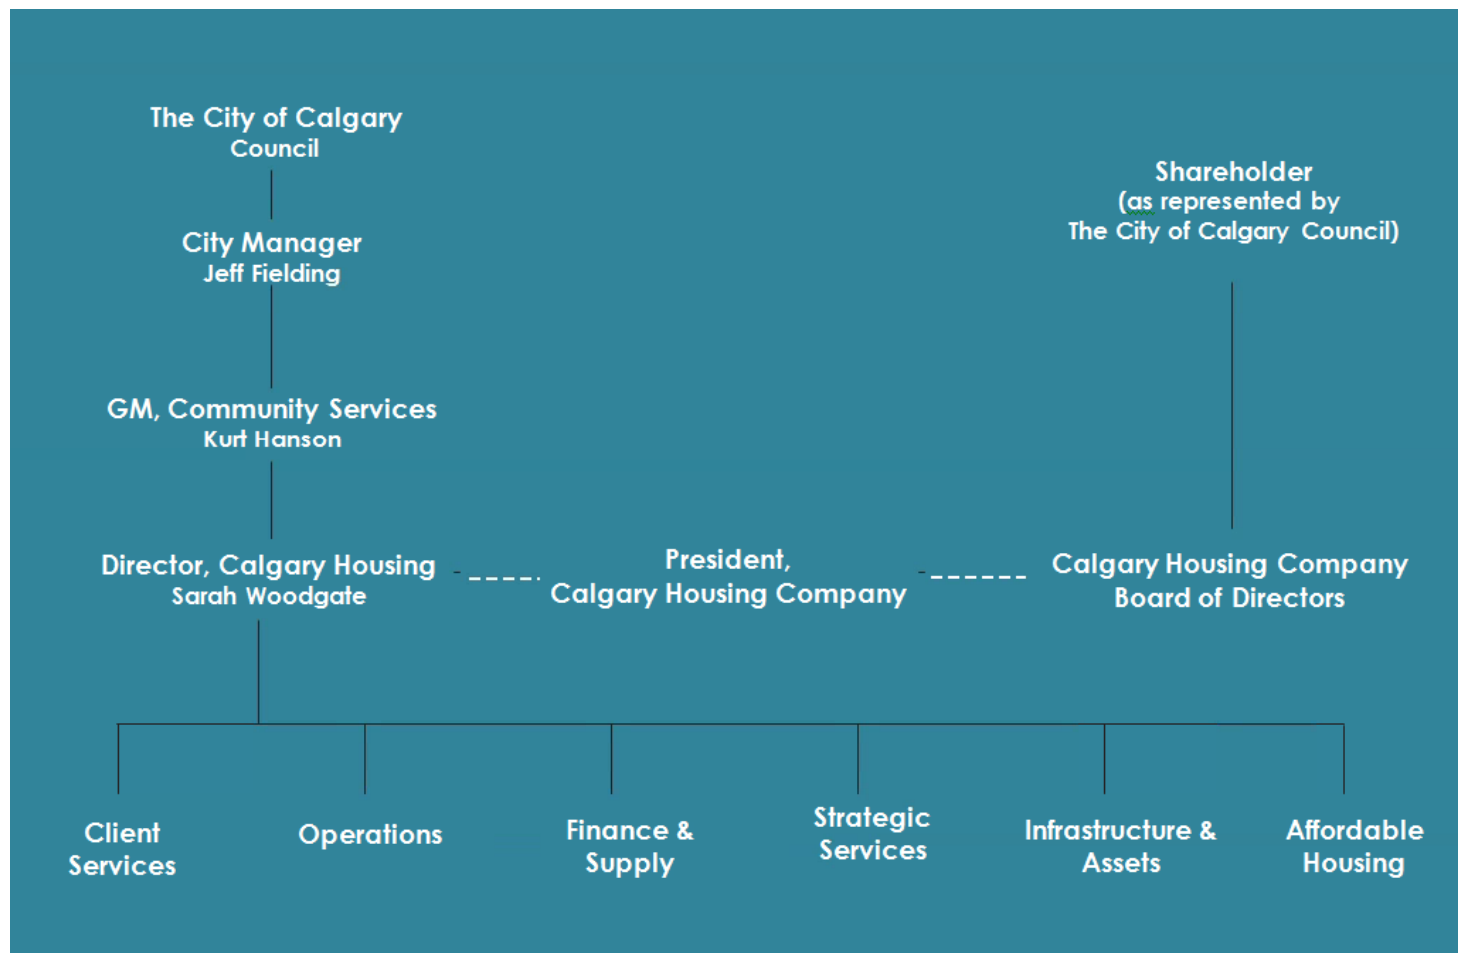 The City of Calgary
Council
Shareholder
(as represented by
The City of Calgary Council)
City Manager
Jeff Fielding
GM, Community Services
Kurt Hanson
Director, Calgary Housing
Sarah Woodgate
President,
Calgary Housing Company
Calgary Housing Company
Board of Directors
Client
Services
Operations
Finance &
Supply
Strategic
Services
Infrastructure &
Assets
Affordable
Housing